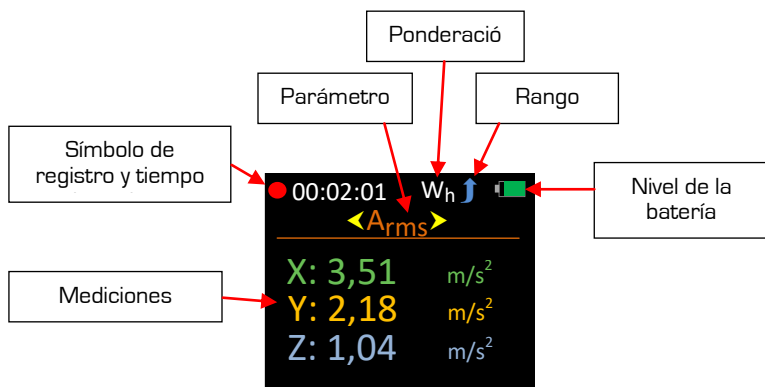 Ponderació
Parámetro
Rango
Símbolo de
registro y tiempo
Nivel de la
batería
Mediciones
00:02:01 Wh
<Arms>
X: 3,51 m/s²
Y: 2,18 m/s²
Z: 1,04 m/s²